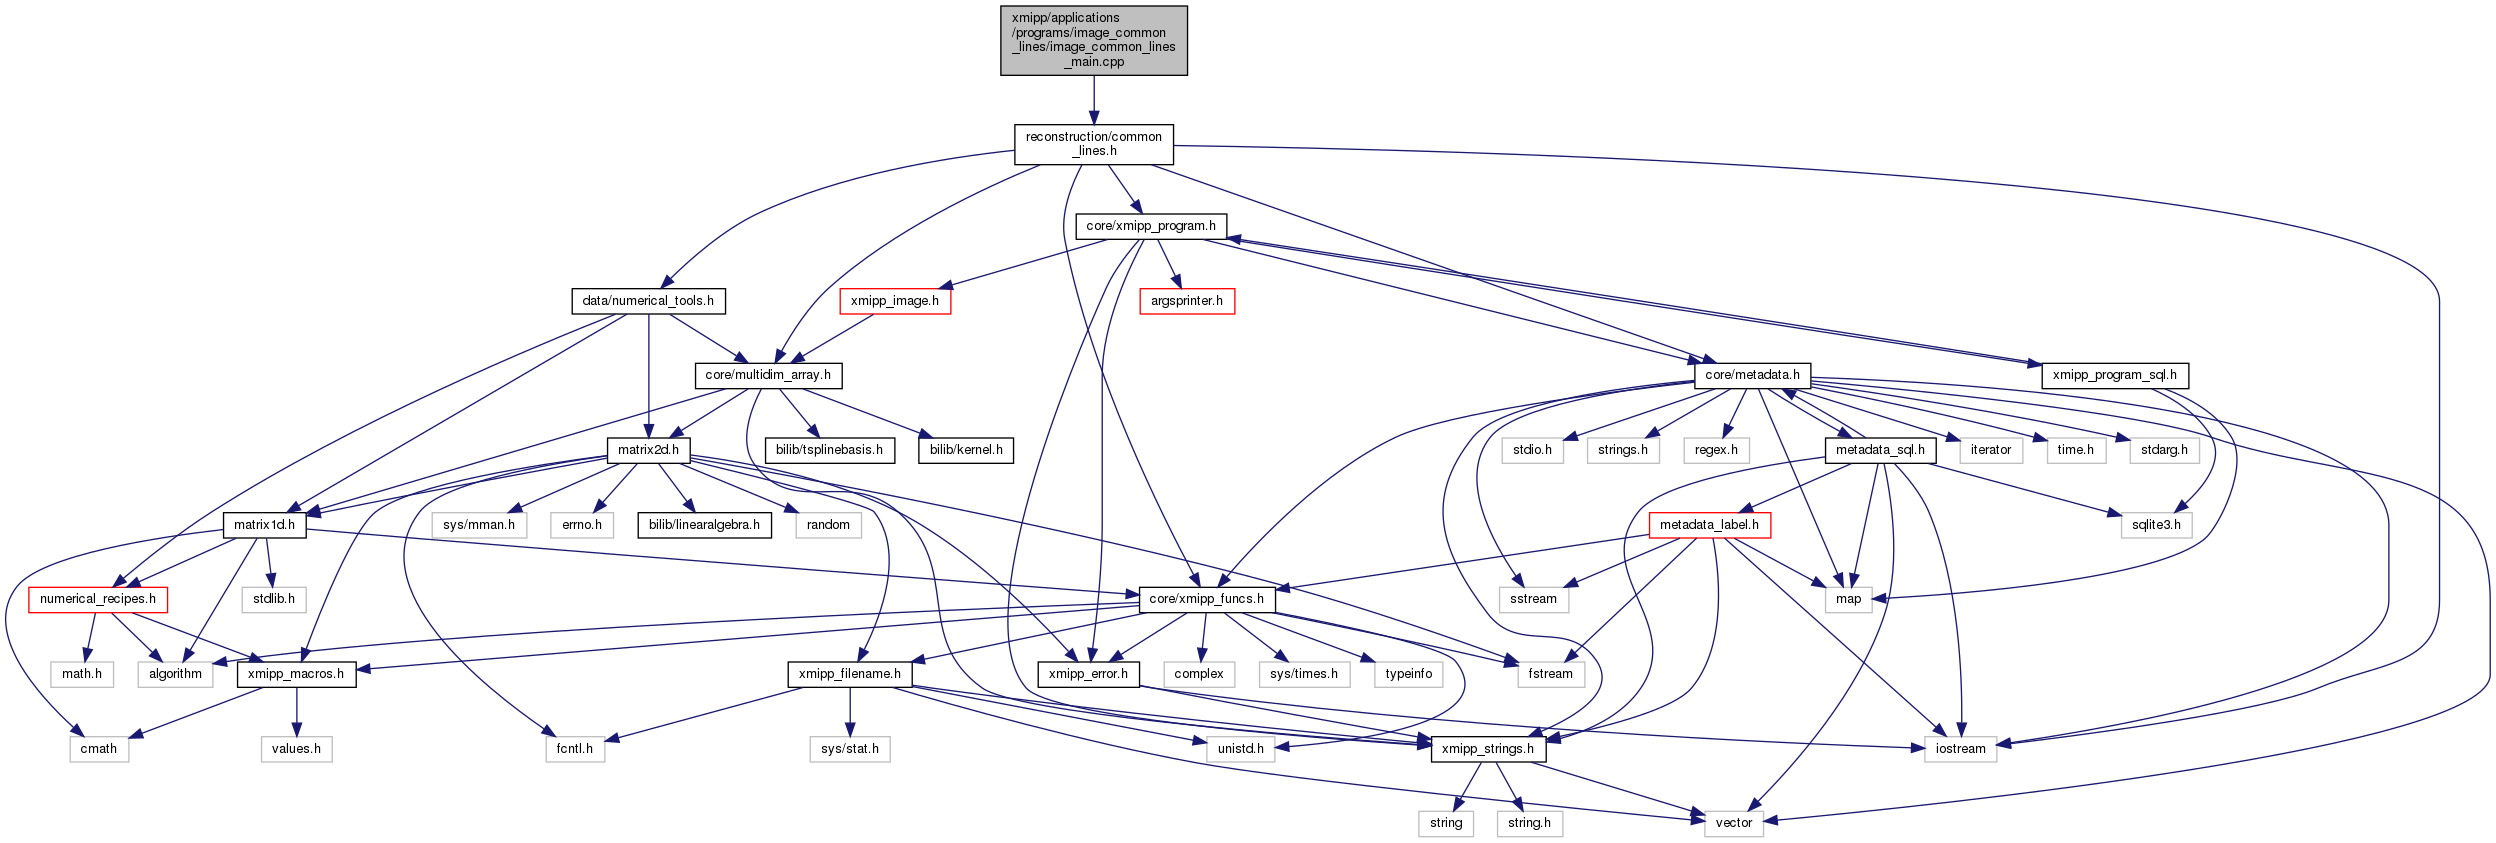 xmipp/applications
/programs/image_common
_lines/image_common_lines
_main.cpp
reconstruction/common
_lines.h
core/xmipp_program.h
data/numerical_tools.h
xmipp_image.h
argsprinter.h
core/multidim_array.h
core/metadata.h
xmipp_program_sql.h
matrix2d.h
bilib/tsplinebasis.h
bilib/kernel.h
stdio.h
strings.h
regex.h
metadata_sql.h
iterator
time.h
stdarg.h
matrix1d.h
sys/mman.h
errno.h
bilib/linearalgebra.h
random
metadata_label.h
sqlite3.h
numerical_recipes.h
stdlib.h
core/xmipp_funcs.h
sstream
map
math.h
algorithm
xmipp_macros.h
xmipp_filename.h
xmipp_error.h
complex
sys/times.h
typeinfo
fstream
cmath
values.h
fcntl.h
sys/stat.h
unistd.h
xmipp_strings.h
iostream
string
string.h
vector